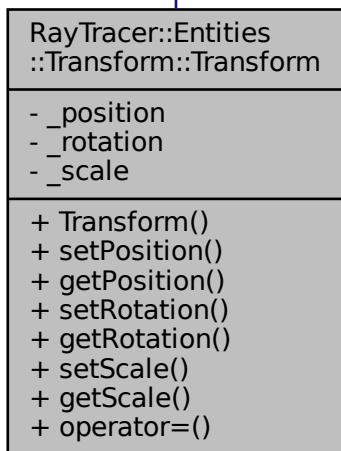 RayTracer::Entities
::Transform::Transform
- _position
- _rotation
- _scale
+ Transform()
+ setPosition()
+ getPosition()
+ setRotation()
+ getRotation()
+ setScale()
+ getScale()
+ operator=()